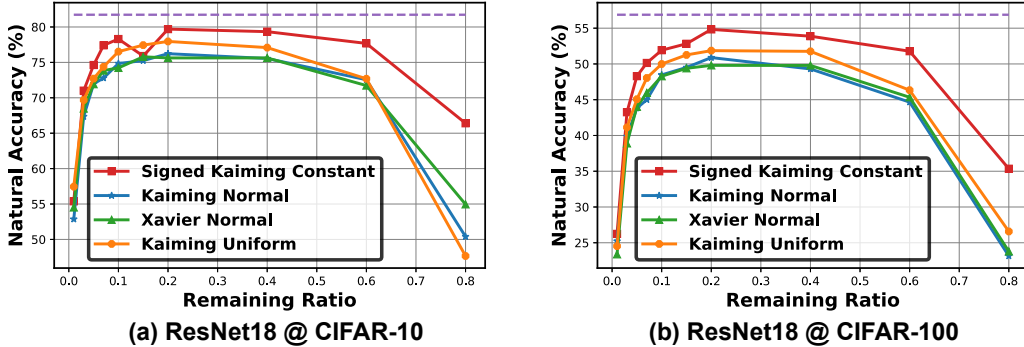 80
75
70
65
60
55
50
Natural Accuracy (%)
Signed Kaiming Constant
Kaiming Normal
Xavier Normal
Kaiming Uniform
0.0 0.1 0.2 0.3 0.4 0.5 0.6 0.7 0.8
Remaining Ratio
(a) ResNet18 @ CIFAR-10
55
50
45
40
35
30
25
Natural Accuracy (%)
Signed Kaiming Constant
Kaiming Normal
Xavier Normal
Kaiming Uniform
0.0 0.1 0.2 0.3 0.4 0.5 0.6 0.7 0.8
Remaining Ratio
(b) ResNet18 @ CIFAR-100